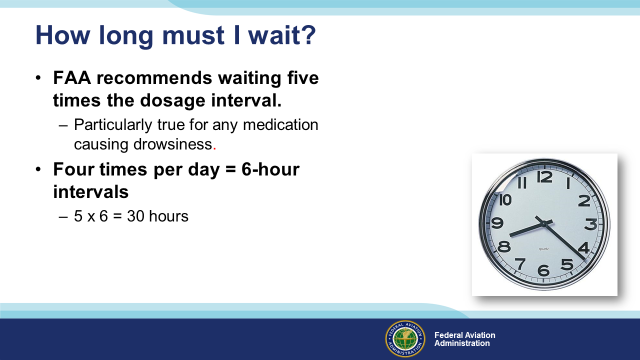 How long must I wait?
• FAA recommends waiting five
times the dosage interval.
– Particularly true for any medication
causing drowsiness.
• Four times per day = 6-hour
intervals
– 5 x 6 = 30 hours
12
11
1
10
2
9
3
8
4
7
5
6
Federal Aviation
Administration